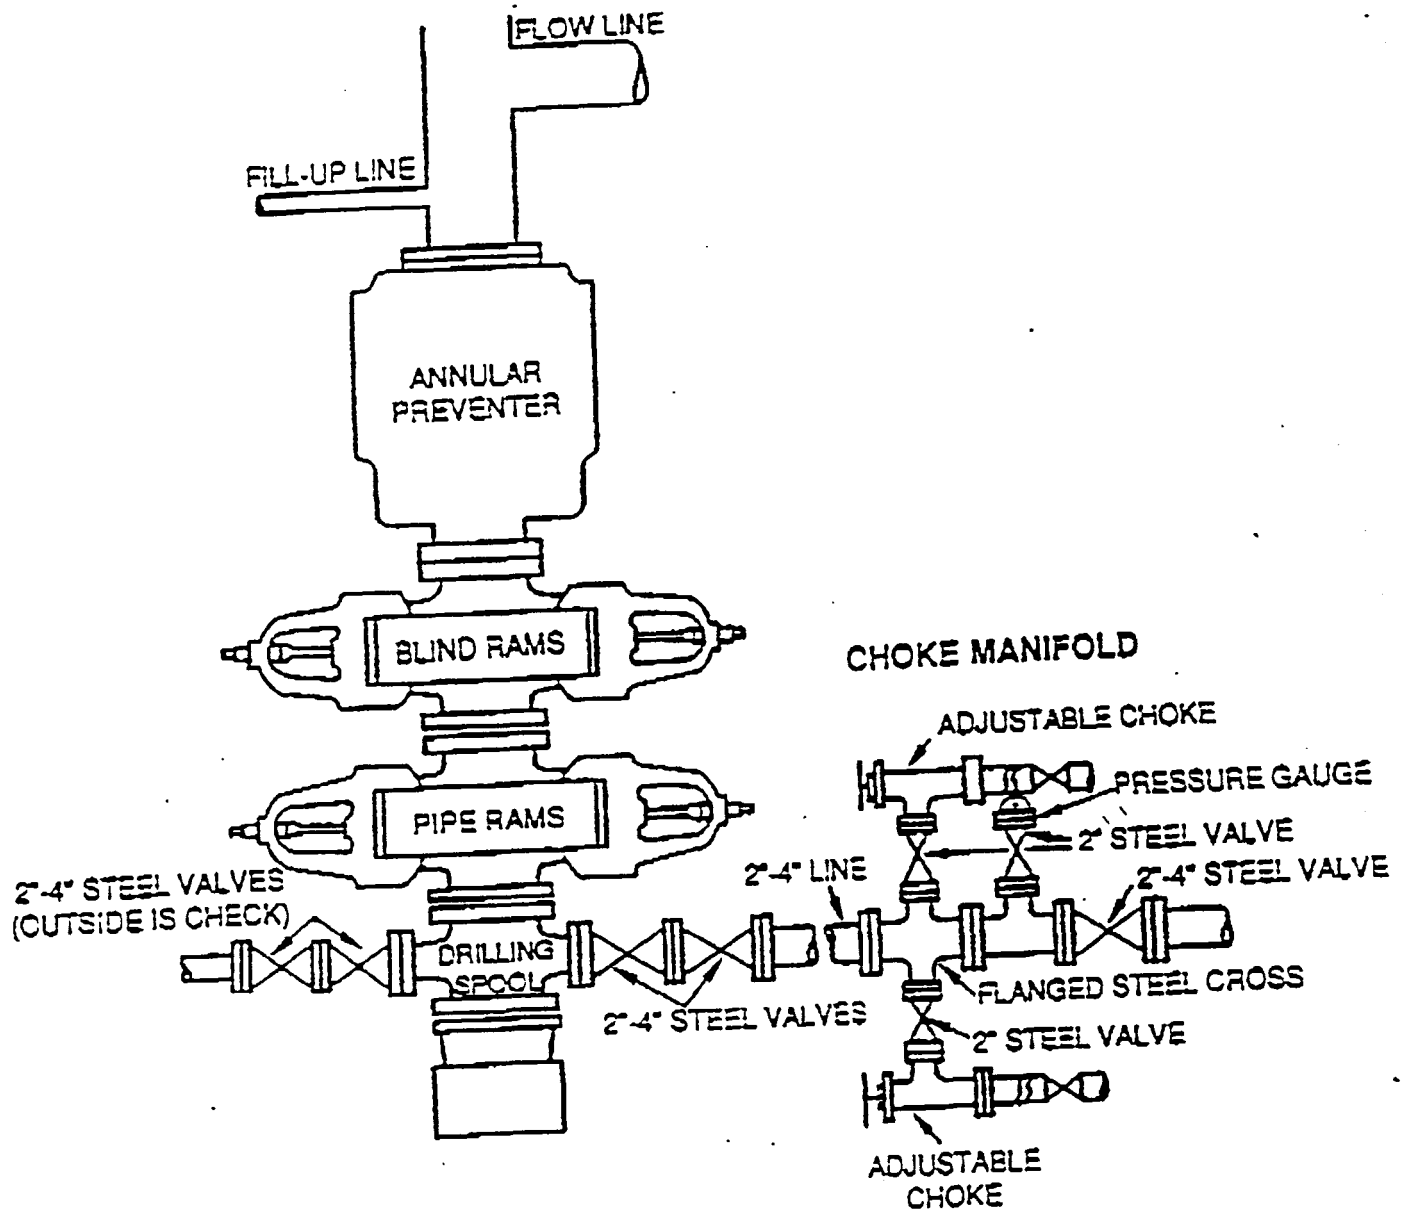 FLOW LINE
FILL-UP LINE
ANNULAR
PREVENTER
BLIND RAMS
CHOKE MANIFOLD
ADJUSTABLE CHOKE
PRESSURE GAUGE
PIPE RAMS
2" STEEL VALVE
2"-4" LINE
2"-4" STEEL VALVE
2"-4" STEEL VALVES
(OUTSIDE IS CHECK)
DRILLING
SPOOL
FLANGED STEEL CROSS
2"-4" STEEL VALVES
2" STEEL VALVE
ADJUSTABLE
CHOKE